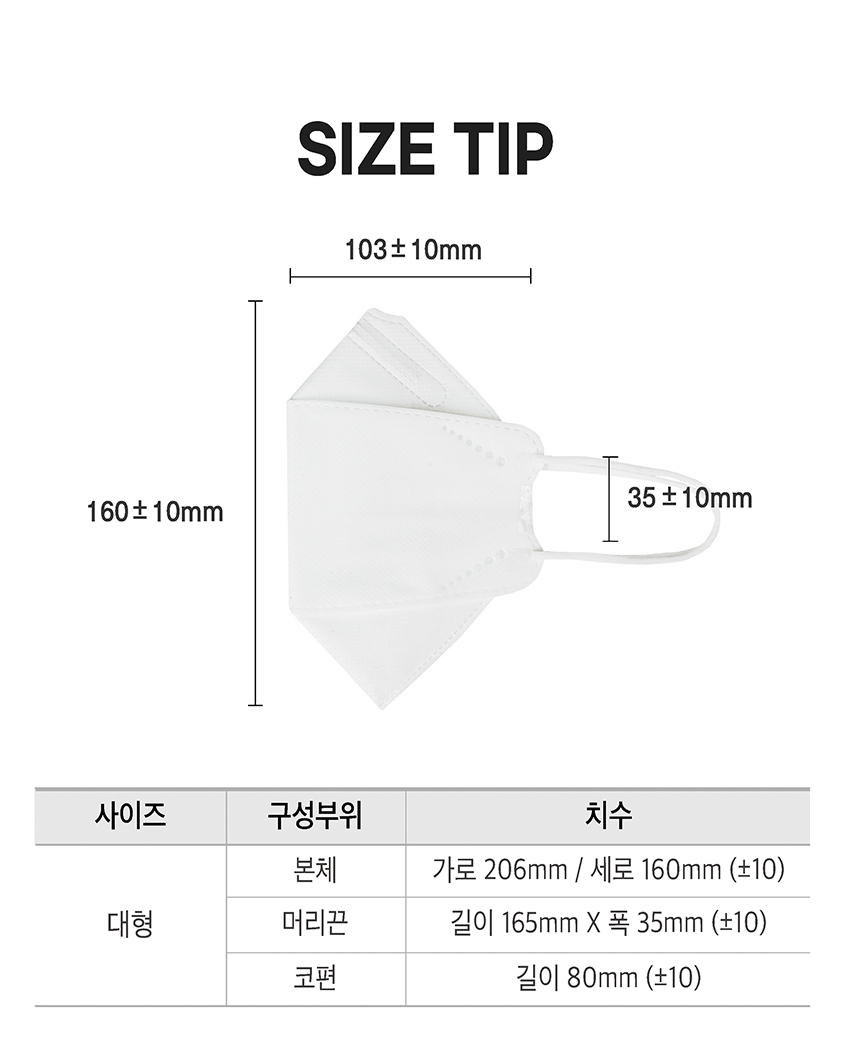 SIZE TIP
103±10mm
160±10mm
35±10mm
사이즈 구성부위 치수
대형
본체 가로 206mm / 세로 160mm (±10)
머리끈 길이 165mm X 폭 35mm (±10)
코편 길이 80mm (±10)